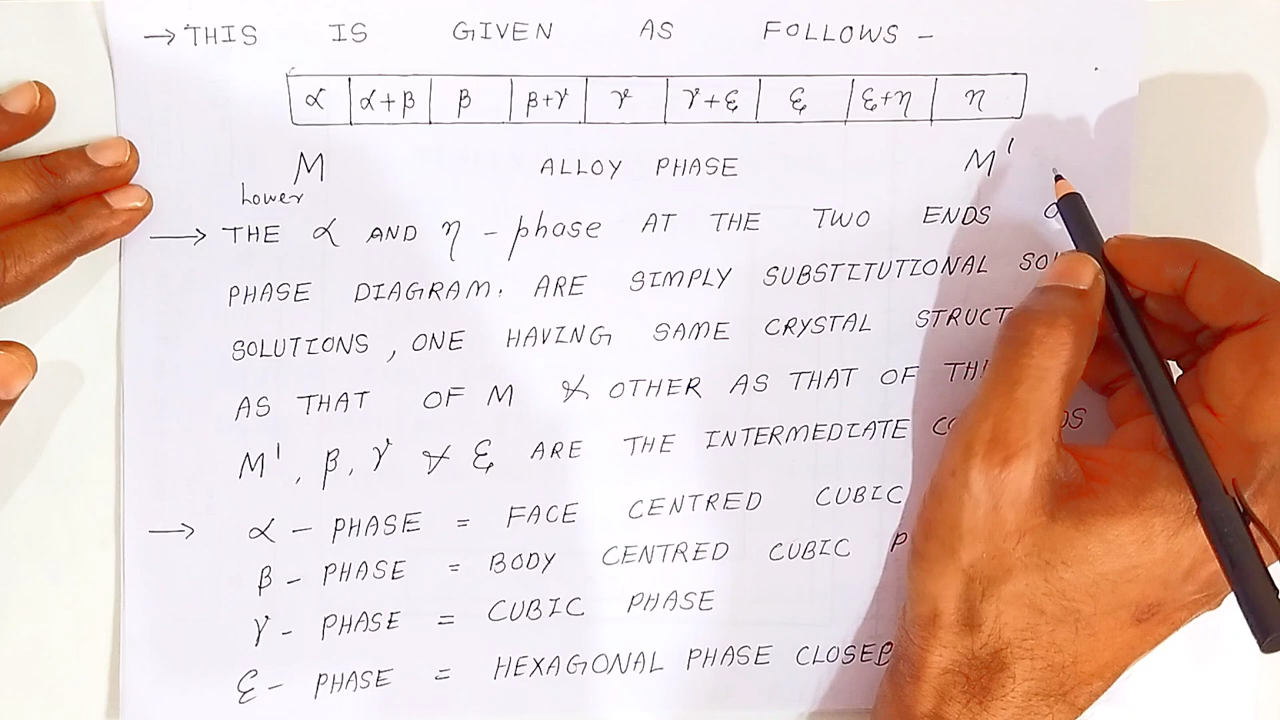 → THIS IS GIVEN AS FOLLOWS -
α α+β β β+γ γ γ+ε ε ε+η η
M ALLOY PHASE M'
Lower
→ THE α AND η - phase AT THE TWO ENDS
PHASE DIAGRAM. ARE SIMPLY SUBSTITUTIONAL
SOLUTIONS, ONE HAVING SAME CRYSTAL
AS THAT OF M & OTHER AS THAT OF
M', β, γ & ε ARE THE INTERMEDIATE
→ α - PHASE = FACE CENTRED CUBIC
β - PHASE = BODY CENTRED CUBIC
γ - PHASE = CUBIC PHASE
ε - PHASE = HEXAGONAL PHASE CLOSED